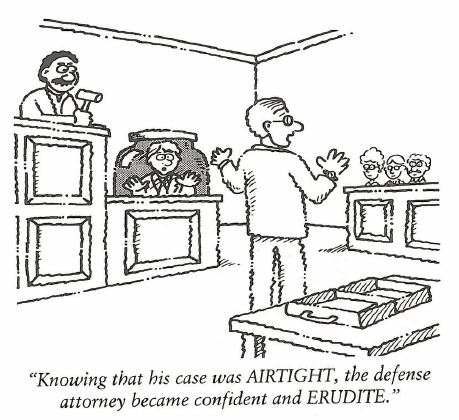 “Knowing that his case was AIRTIGHT, the defense
attorney became confident and ERUDITE.”